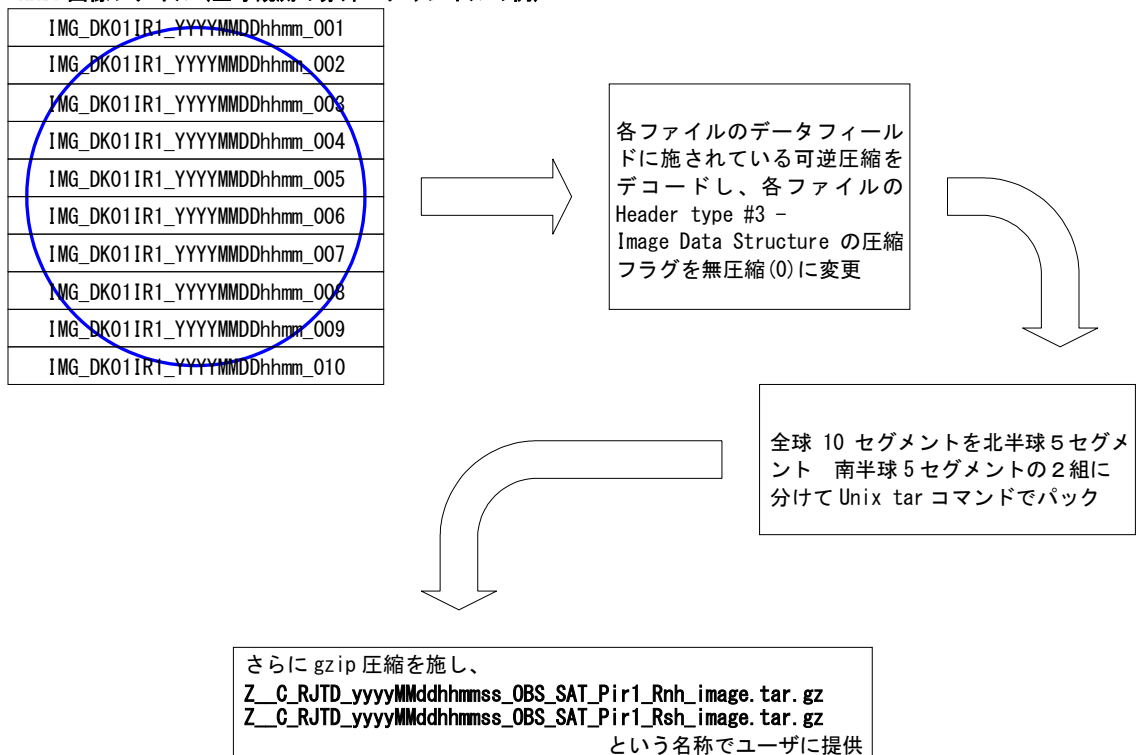 IMG_DK01IR1_YYYYMMDDhhmm_001
IMG_DK01IR1_YYYYMMDDhhmm_002
IMG_DK01IR1_YYYYMMDDhhmm_003
IMG_DK01IR1_YYYYMMDDhhmm_004
IMG_DK01IR1_YYYYMMDDhhmm_005
IMG_DK01IR1_YYYYMMDDhhmm_006
IMG_DK01IR1_YYYYMMDDhhmm_007
IMG_DK01IR1_YYYYMMDDhhmm_008
IMG_DK01IR1_YYYYMMDDhhmm_009
IMG_DK01IR1_YYYYMMDDhhmm_010
各ファイルのデータフィール
ドに施されている可逆圧縮を
デコードし、各ファイルの
Header type #3 -
Image Data Structure の圧縮
フラグを無圧縮(0)に変更
全球 10 セグメントを北半球5セグメ
ント 南半球5セグメントの2組に
分けて Unix tar コマンドでパック
さらに gzip 圧縮を施し、
Z__C_RJTD_yyyyMMddhhmmss_OBS_SAT_Pir1_Rnh_image.tar.gz
Z__C_RJTD_yyyyMMddhhmmss_OBS_SAT_Pir1_Rsh_image.tar.gz
という名称でユーザに提供